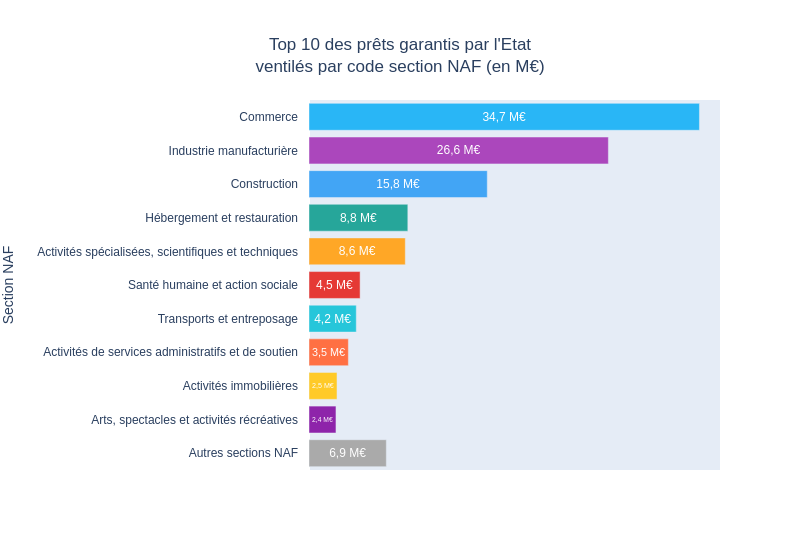 Top 10 des prêts garantis par l'Etat
ventilés par code section NAF (en M€)
Section NAF
Commerce 34,7 M€
Industrie manufacturière 26,6 M€
Construction 15,8 M€
Hébergement et restauration 8,8 M€
Activités spécialisées, scientifiques et techniques 8,6 M€
Santé humaine et action sociale 4,5 M€
Transports et entreposage 4,2 M€
Activités de services administratifs et de soutien 3,5 M€
Activités immobilières 2,5 M€
Arts, spectacles et activités récréatives 2,4 M€
Autres sections NAF 6,9 M€